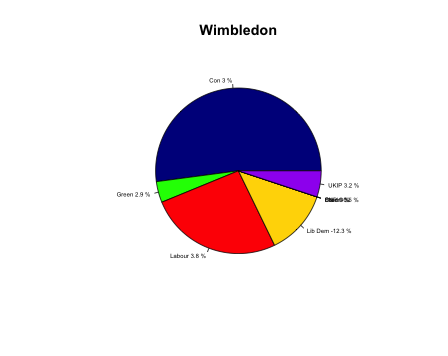 Wimbledon
Con 3 %
UKIP 3.2 %
Green 2.9 %
Lib Dem -12.3 %
Labour 3.8 %